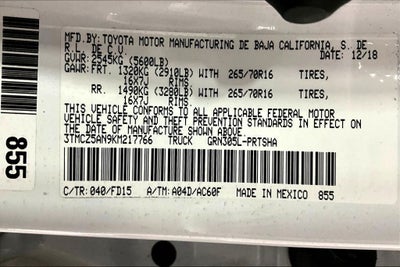 MFD.BY:TOYOTA MOTOR MANUFACTURING DE BAJA CALIFORNIA, S. DE
R.L. DE C.V. DATE: 12/18
GVWR: 2545KG (5600LB)
GAWR:FRT. 1320KG (2910LB) WITH 265/70R16 TIRES,
16X7J RIMS.
RR. 1490KG (3280LB) WITH 265/70R16 TIRES,
16X7J RIMS.
THIS VEHICLE CONFORMS TO ALL APPLICABLE FEDERAL MOTOR
VEHICLE SAFETY AND THEFT PREVENTION STANDARDS IN EFFECT ON
THE DATE OF MANUFACTURE SHOWN ABOVE.
3TMCZ5AN9KM217766 TRUCK GRN305L-PRTSHA
C/TR:040/FD15 A/TM:A04D/AC60F MADE IN MEXICO 855
855